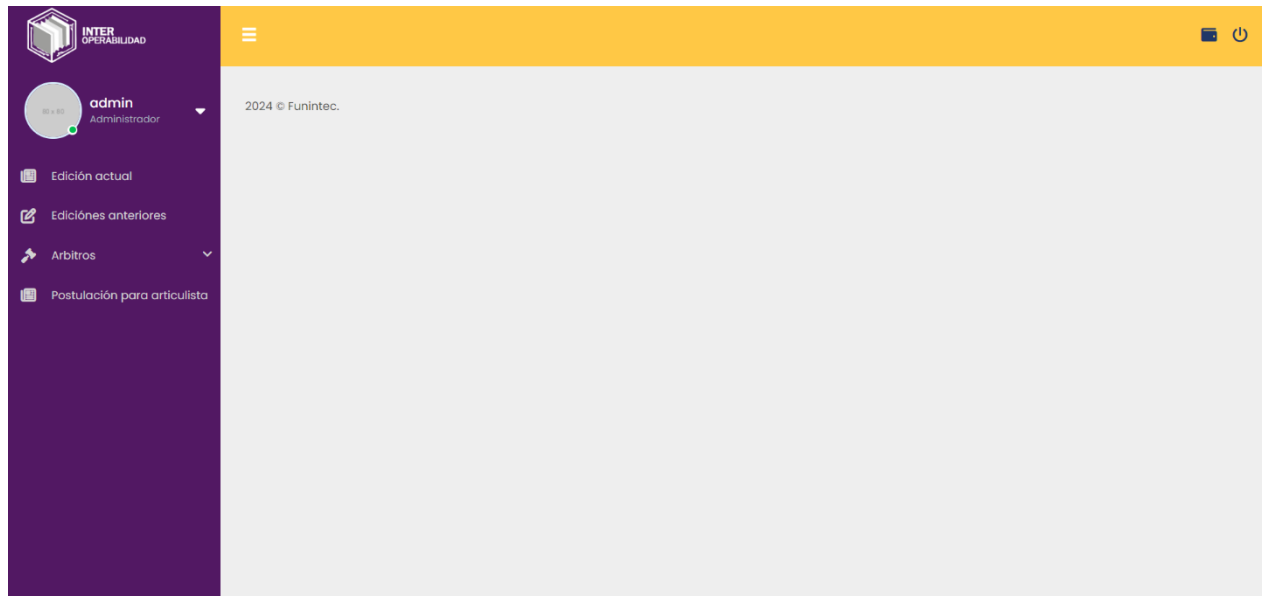 INTER
OPERABILIDAD
admin
Administrador
2024 © Funintec.
Edición actual
Ediciónes anteriores
Arbitros
Postulación para articulista